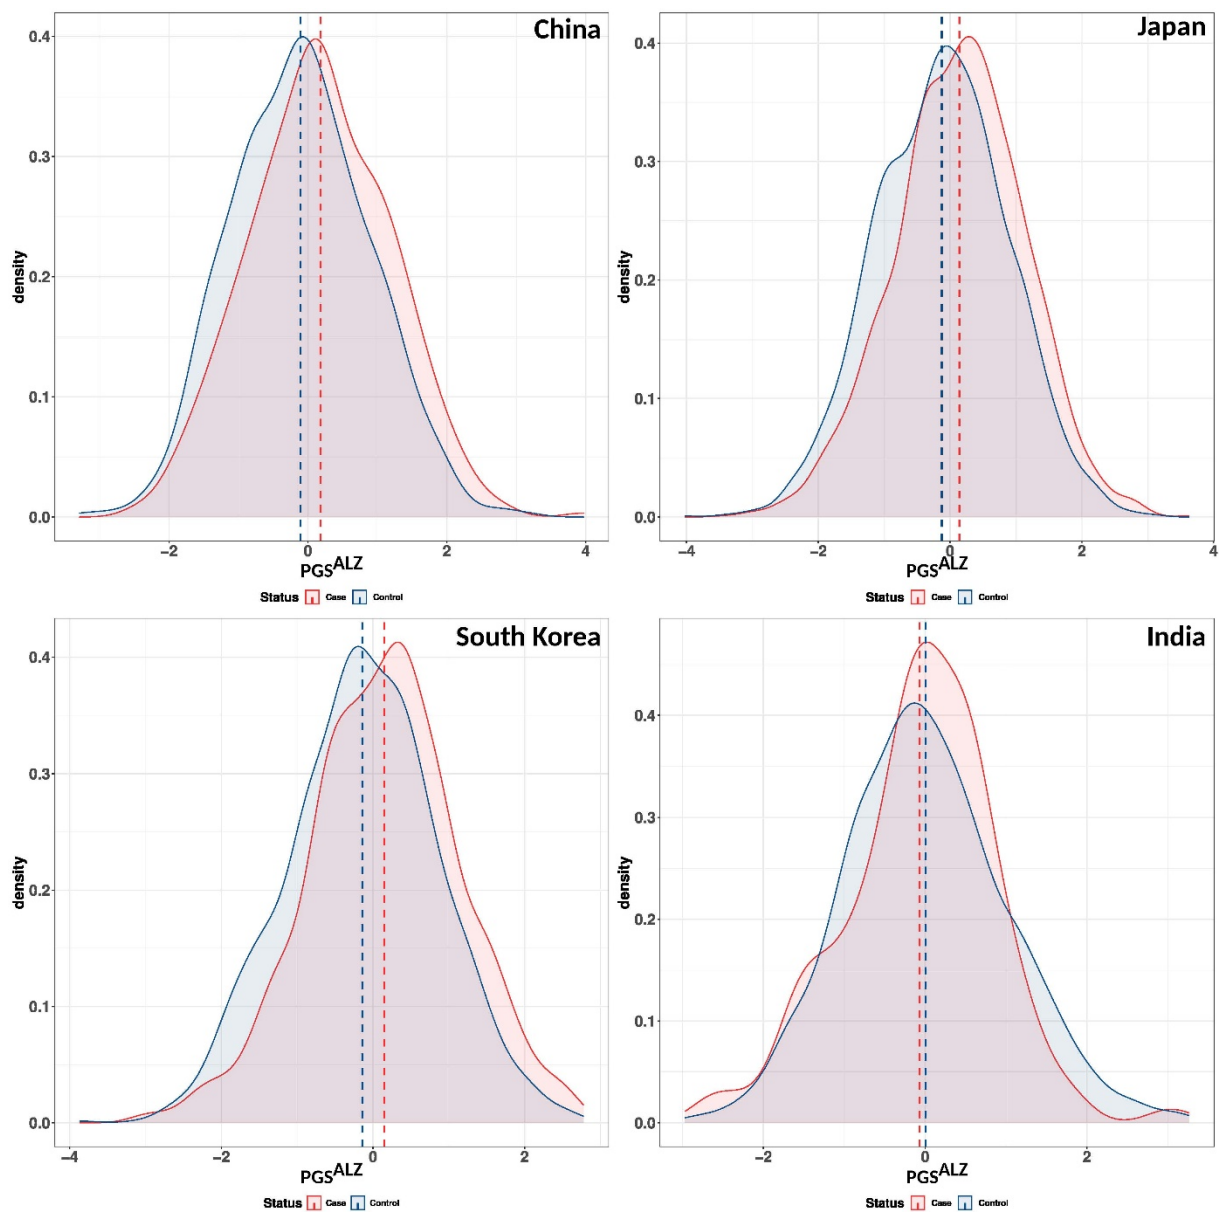 China
0.4
0.3
0.2
0.1
0.0
density
−2
0
2
4
PGSALZ
Status Case Control
Japan
0.4
0.3
0.2
0.1
0.0
density
−4
−2
0
2
4
PGSALZ
Status Case Control
South Korea
0.4
0.3
0.2
0.1
0.0
density
−4
−2
0
2
PGSALZ
Status Case Control
India
0.4
0.3
0.2
0.1
0.0
density
−2
0
2
PGSALZ
Status Case Control